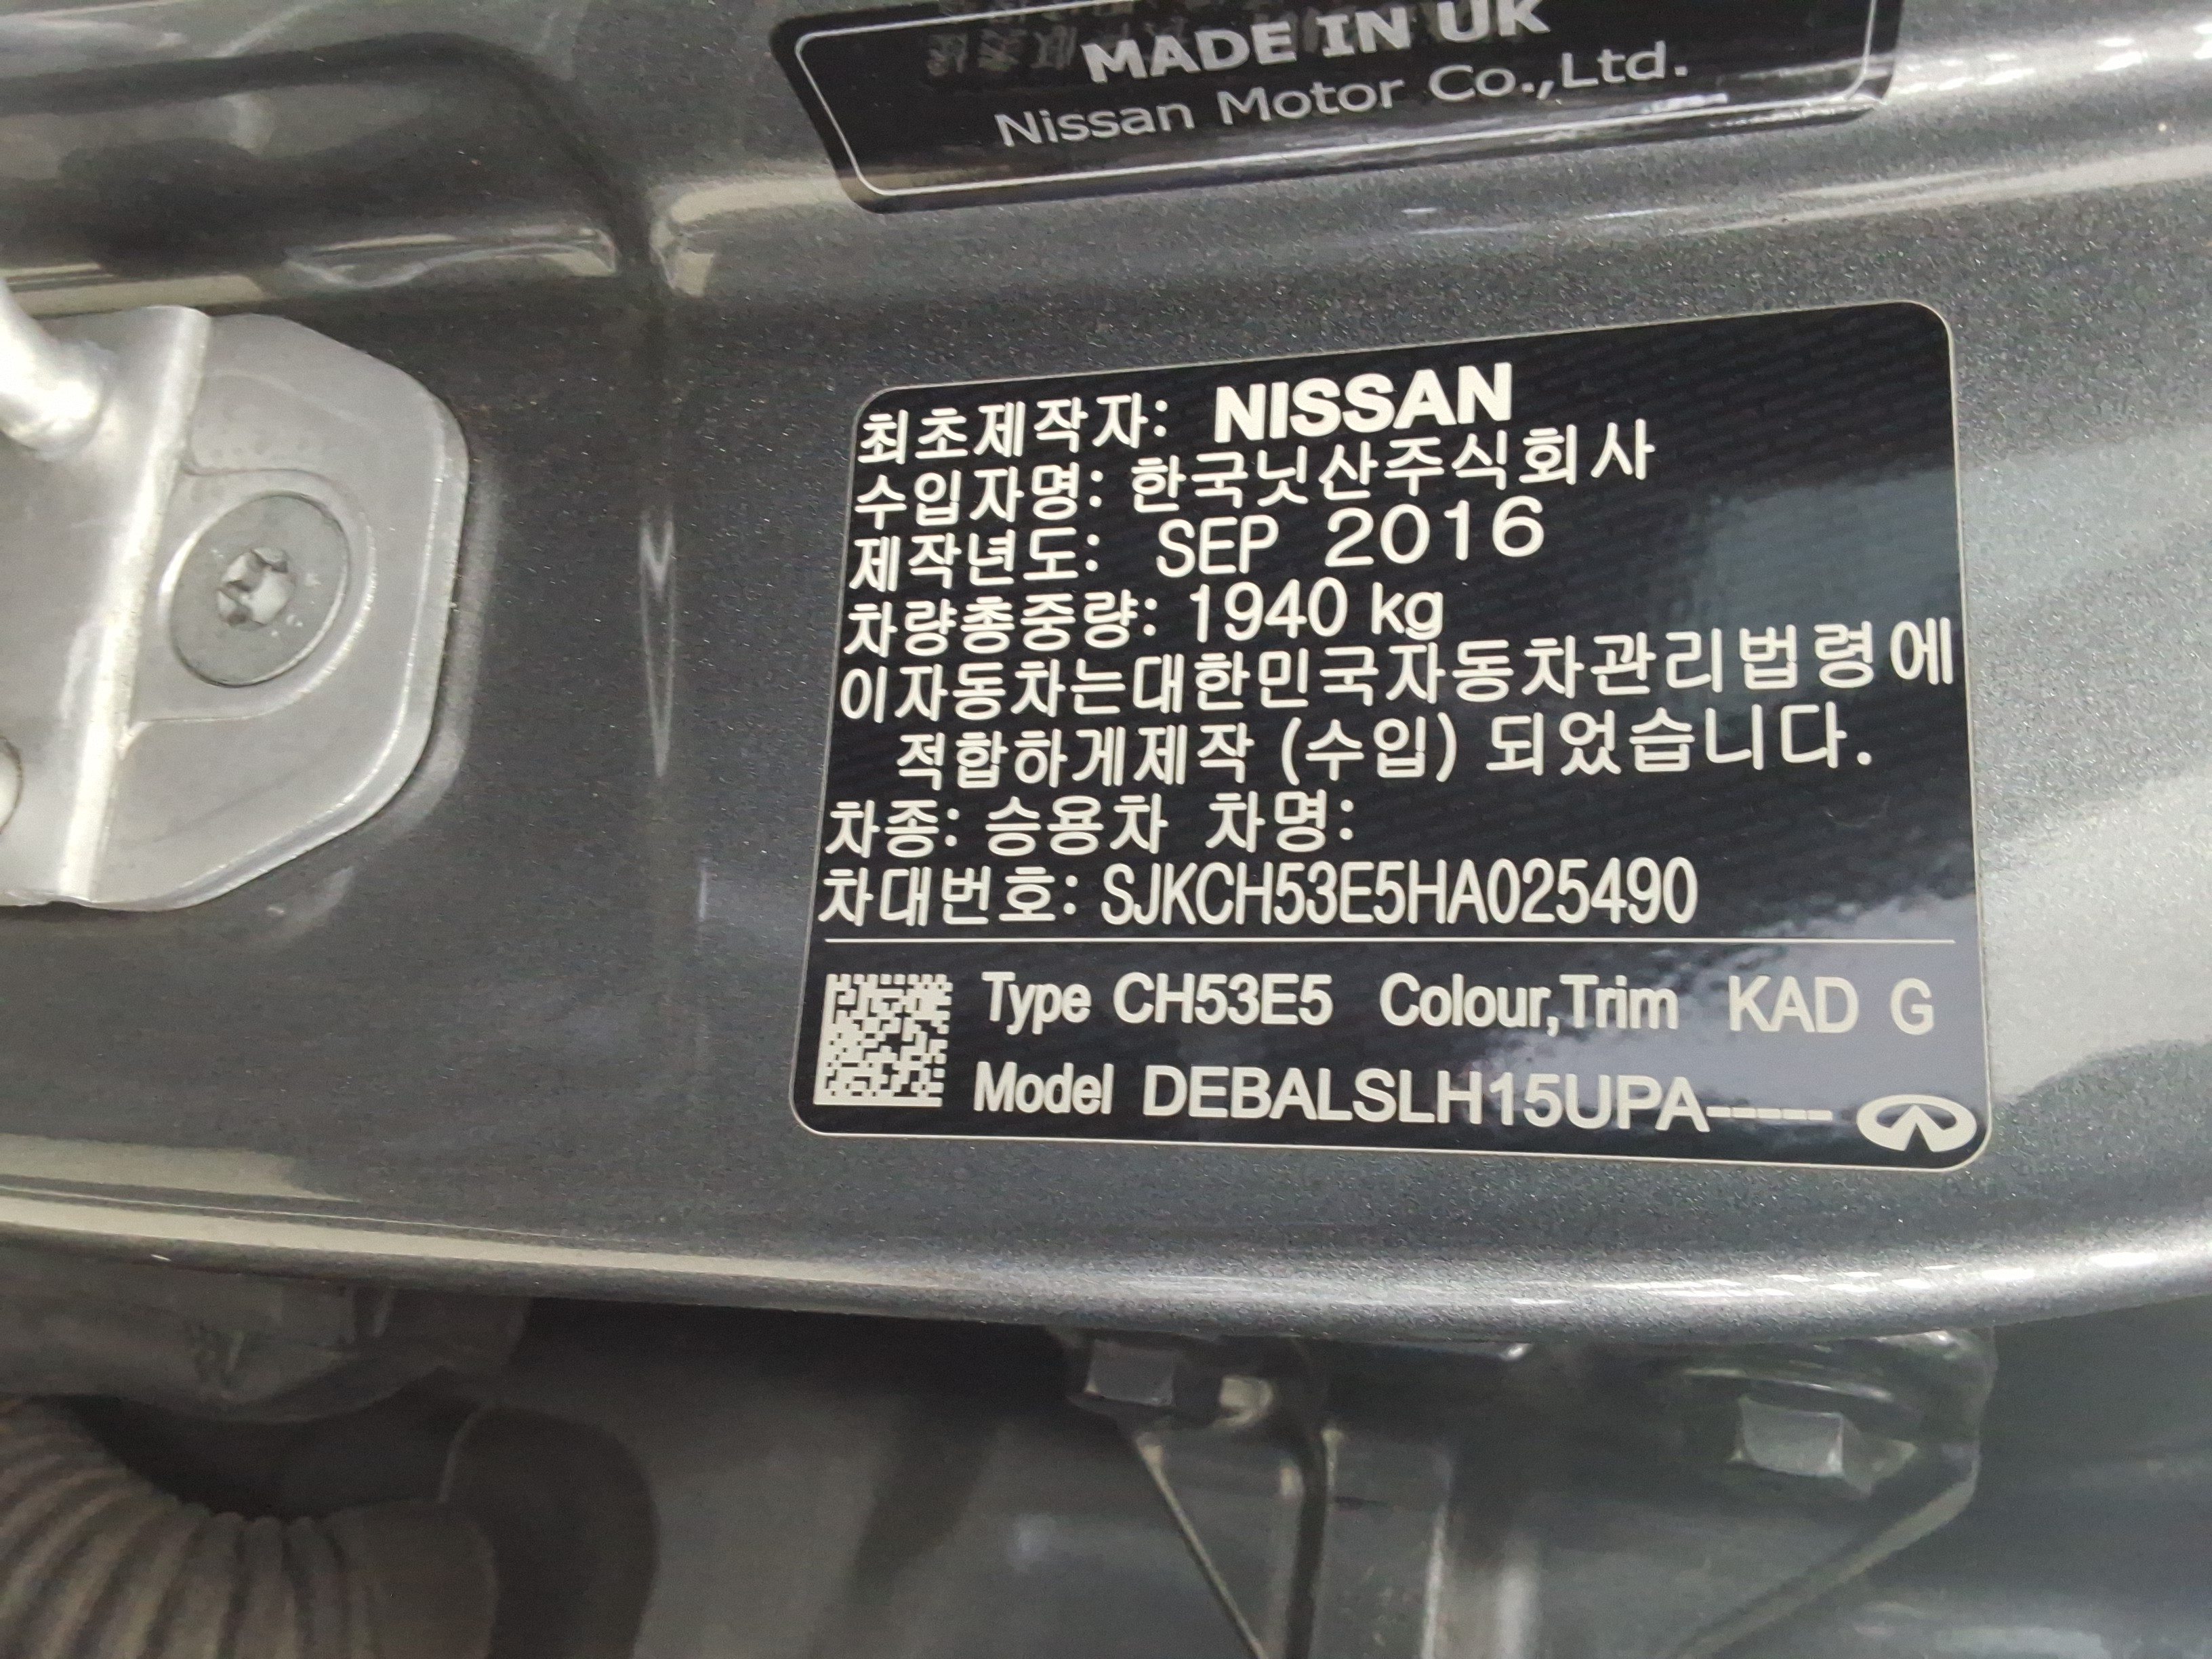 MADE IN UK
Nissan Motor Co.,Ltd.
최초제작자: NISSAN
수입자명: 한국닛산주식회사
제작년도: SEP 2016
차량총중량: 1940 kg
이자동차는대한민국자동차관리법령에
적합하게제작 (수입) 되었습니다.
차종: 승용차 차명:
차대번호: SJKCH53E5HA025490
Type CH53E5 Colour,Trim KAD G
Model DEBALSLH15UPA-----